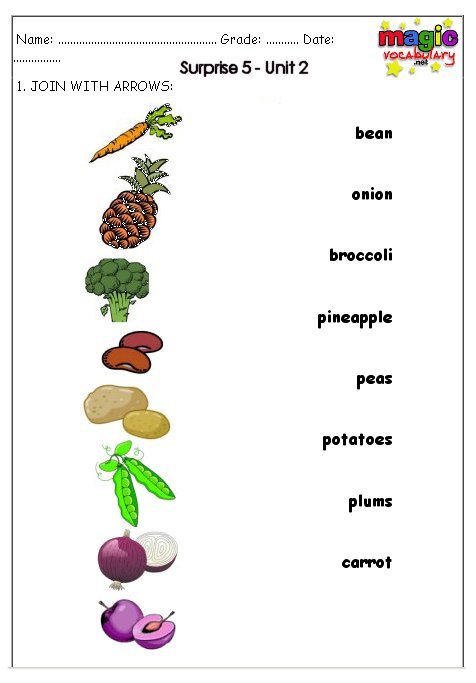 Name: ..................................................... Grade: ........... Date:
................
magic
vocabulary
.net
Surprise 5 - Unit 2
1. JOIN WITH ARROWS:
bean
onion
broccoli
pineapple
peas
potatoes
plums
carrot